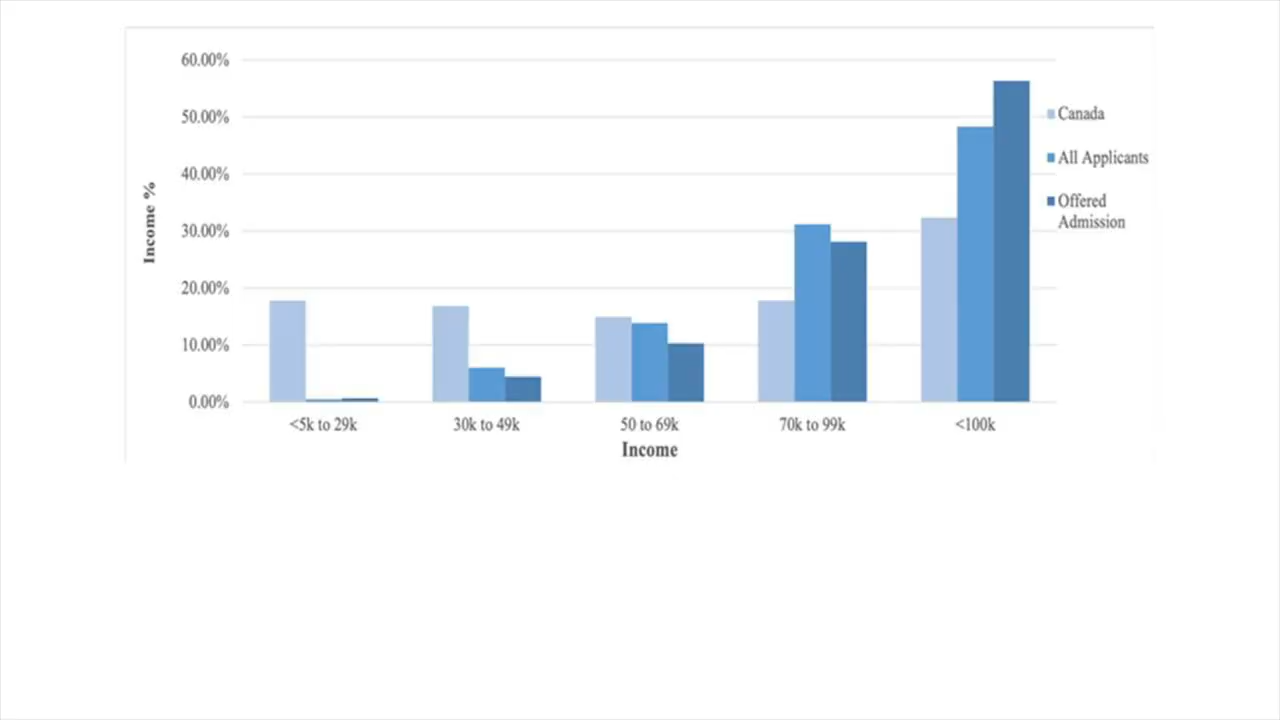 60.00%
50.00%
40.00%
30.00%
20.00%
10.00%
0.00%
Income %
<5k to 29k
30k to 49k
50 to 69k
70k to 99k
<100k
Income
Canada
All Applicants
Offered
Admission